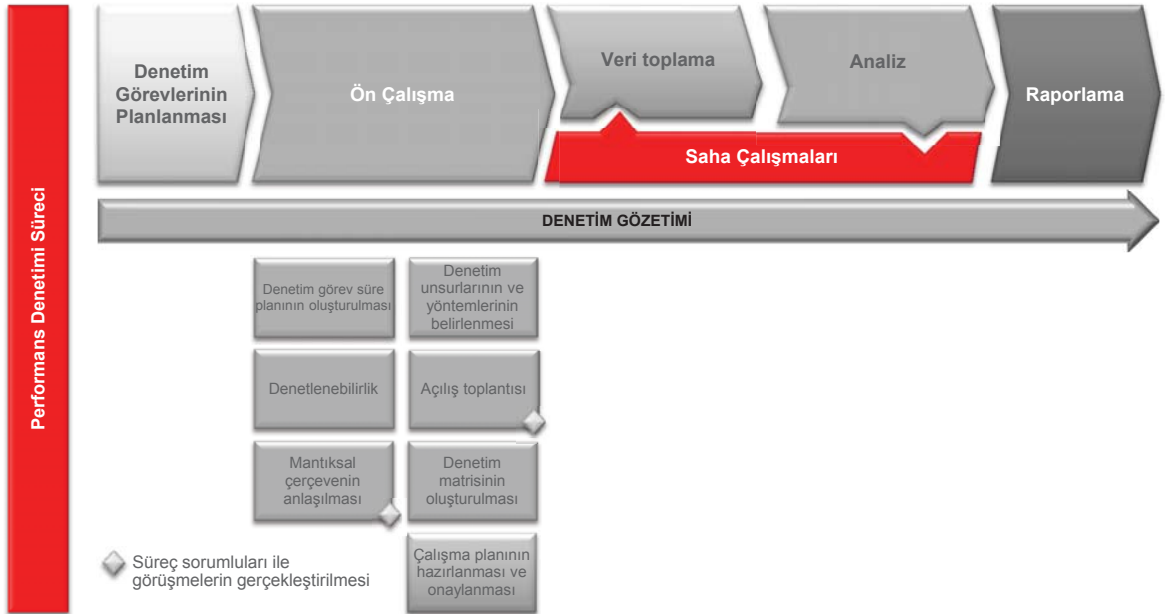 Performans Denetimi Süreci
Denetim
Görevlerinin
Planlanması
Ön Çalışma
Veri toplama
Analiz
Saha Çalışmaları
Raporlama
DENETİM GÖZETİMİ
Denetim görev süre
planının oluşturulması
Denetlenebilirlik
Mantıksal
çerçevenin
anlaşılması
Denetim
unsurlarının ve
yöntemlerinin
belirlenmesi
Açılış toplantısı
Denetim
matrisinin
oluşturulması
Çalışma planının
hazırlanması ve
onaylanması
Süreç sorumluları ile
görüşmelerin gerçekleştirilmesi